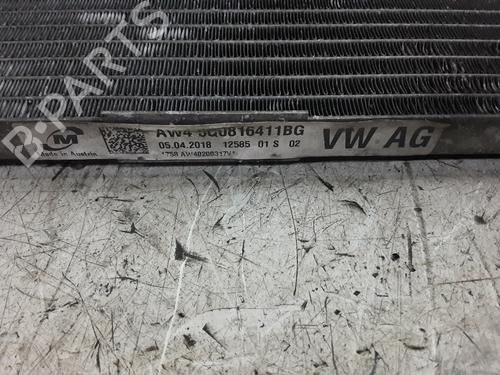 B-PARTS
AW4 5Q0816411BG
05.04.2018 12585 01 S 02
VW AG
M
Made in Austria